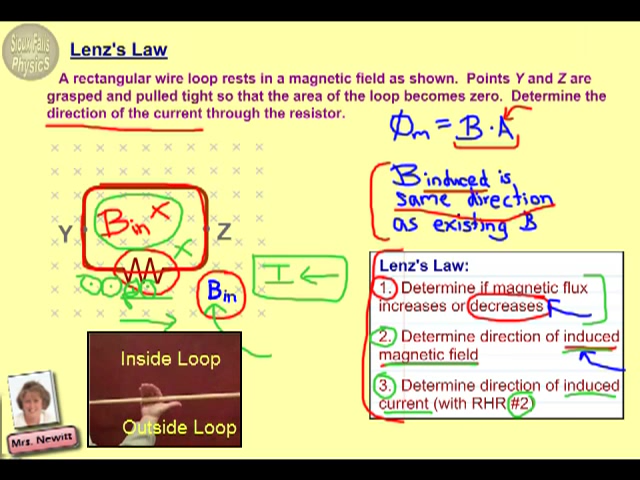 Sioux Falls
Physics
Lenz's Law
A rectangular wire loop rests in a magnetic field as shown. Points Y and Z are
grasped and pulled tight so that the area of the loop becomes zero. Determine the
direction of the current through the resistor.
Φm = B · A
B induced is
same direction
as existing B
Y
Bin X
X
Z
I ←
Bin
Lenz's Law:
1. Determine if magnetic flux
increases or decreases
2. Determine direction of induced
magnetic field
3. Determine direction of induced
current (with RHR #2)
Inside Loop
Outside Loop
Mrs. Newitt